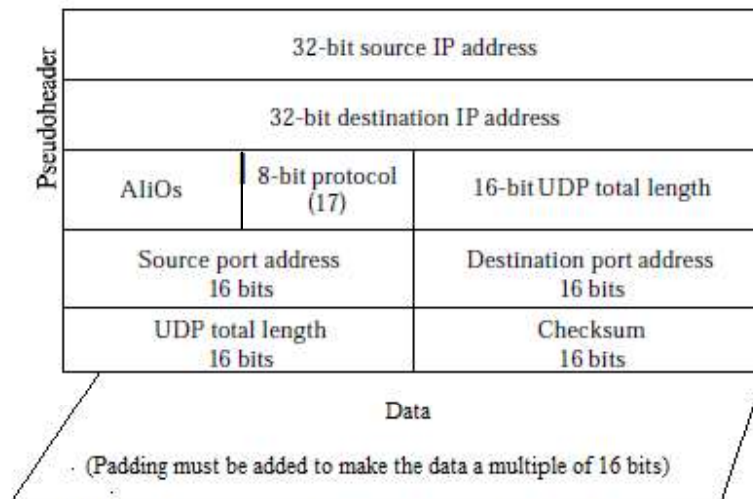 Pseudoheader
32-bit source IP address
32-bit destination IP address
AliOs
8-bit protocol
(17)
16-bit UDP total length
Source port address
16 bits
Destination port address
16 bits
UDP total length
16 bits
Checksum
16 bits
Data
(Padding must be added to make the data a multiple of 16 bits)